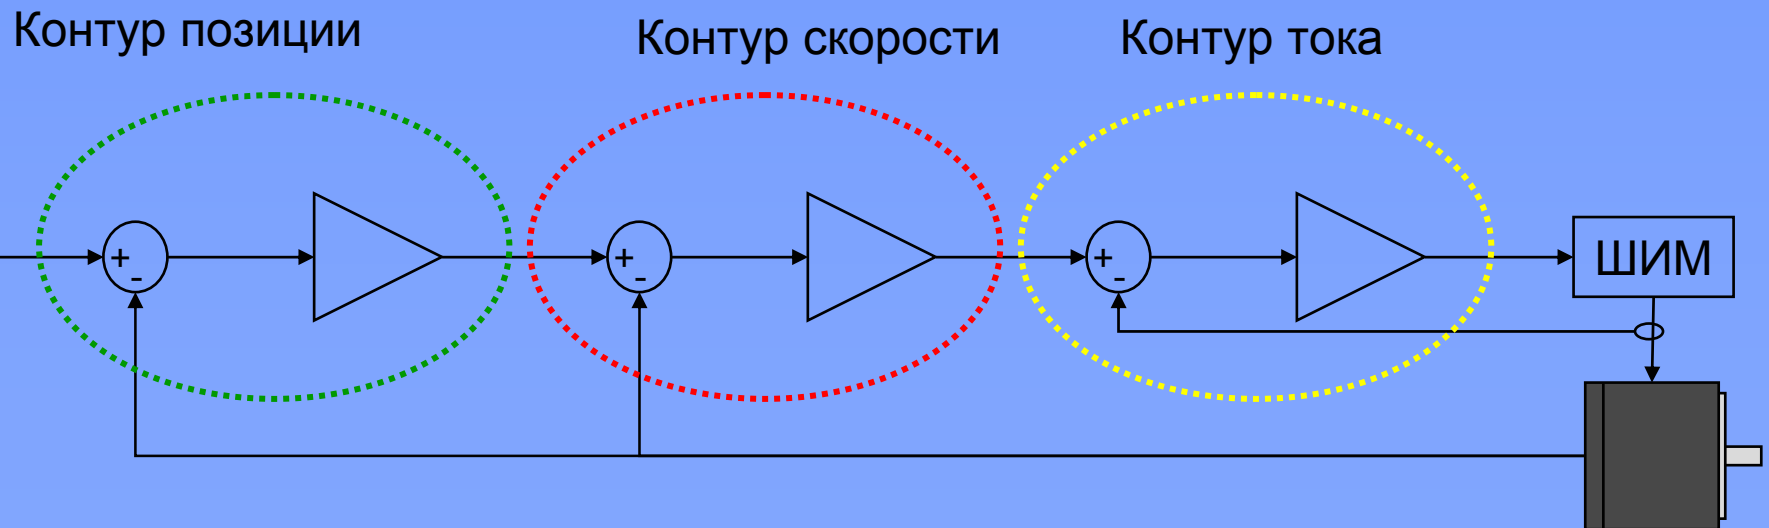 Контур позиции
Контур скорости
Контур тока
+
-
+
-
+
-
ШИМ